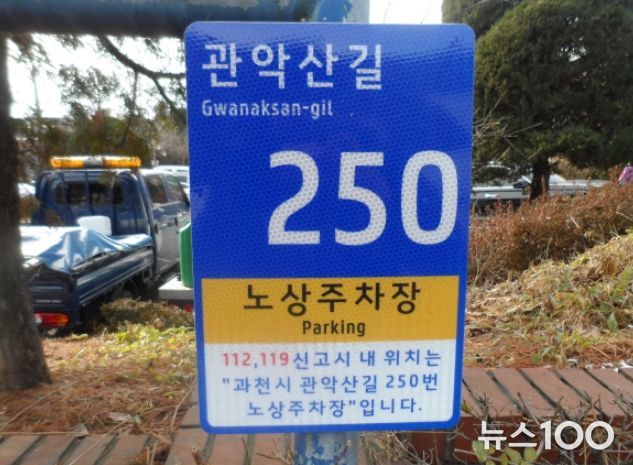 관악산길
Gwanaksan-gil
250
노상주차장
Parking
112,119신고시 내 위치는
"과천시 관악산길 250번
노상주차장"입니다.
뉴스100